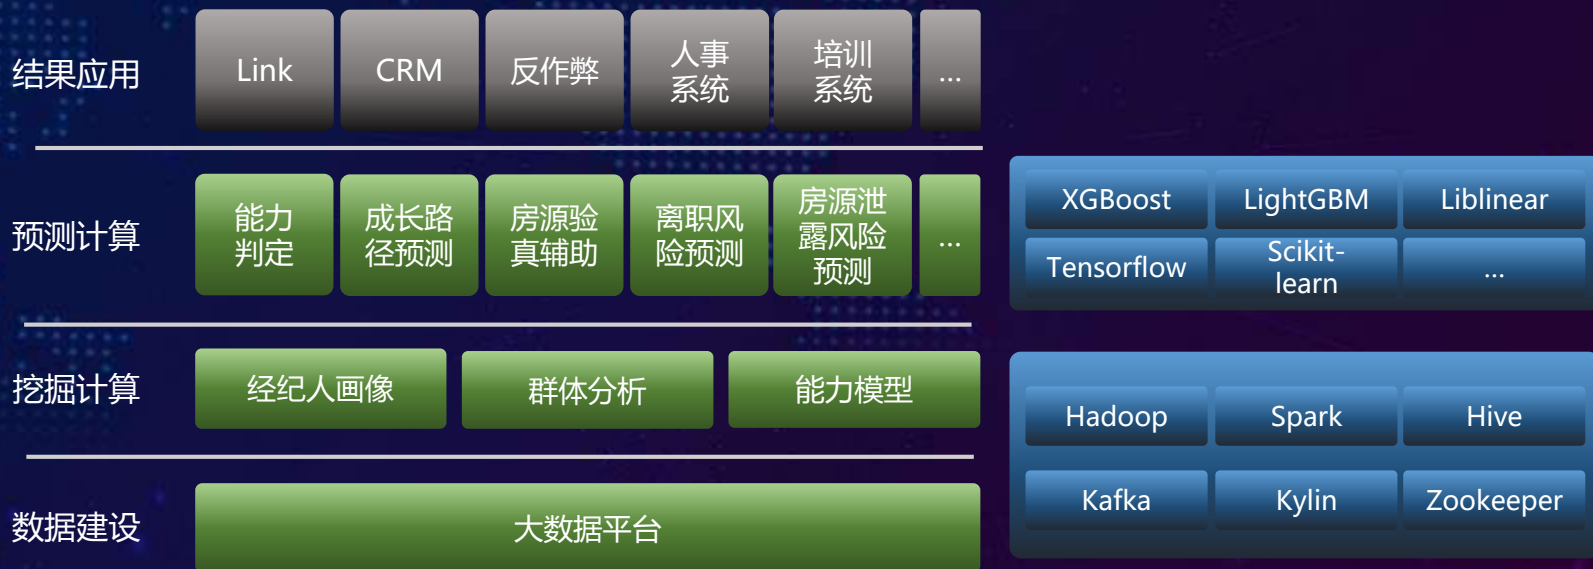 结果应用
Link
CRM
反作弊
人事
系统
培训
系统
...
预测计算
能力
判定
成长路
径预测
房源验
真辅助
离职风
险预测
房源泄
露风险
预测
...
XGBoost
LightGBM
Liblinear
Tensorflow
Scikit-
learn
...
挖掘计算
经纪人画像
群体分析
能力模型
Hadoop
Spark
Hive
Kafka
Kylin
Zookeeper
数据建设
大数据平台